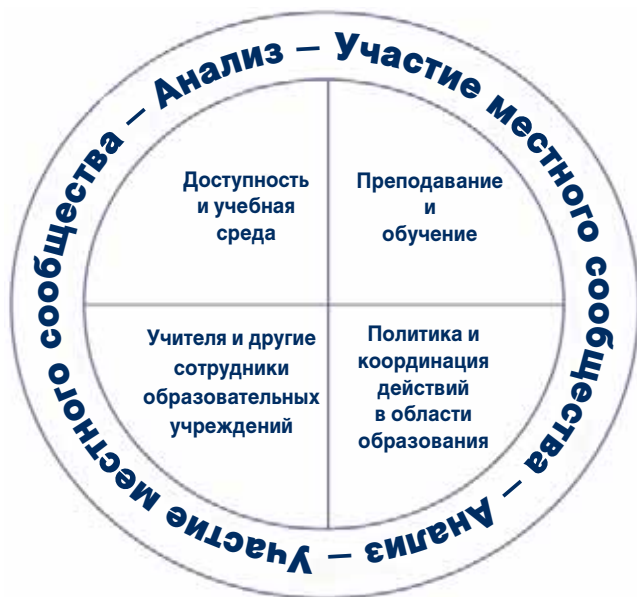 Участие местного сообщества – Анализ – Участие местного сообщества – Анализ –
Доступность
и учебная
среда
Преподавание
и
обучение
Учителя и другие
сотрудники
образовательных
учреждений
Политика и
координация
действий
в области
образования